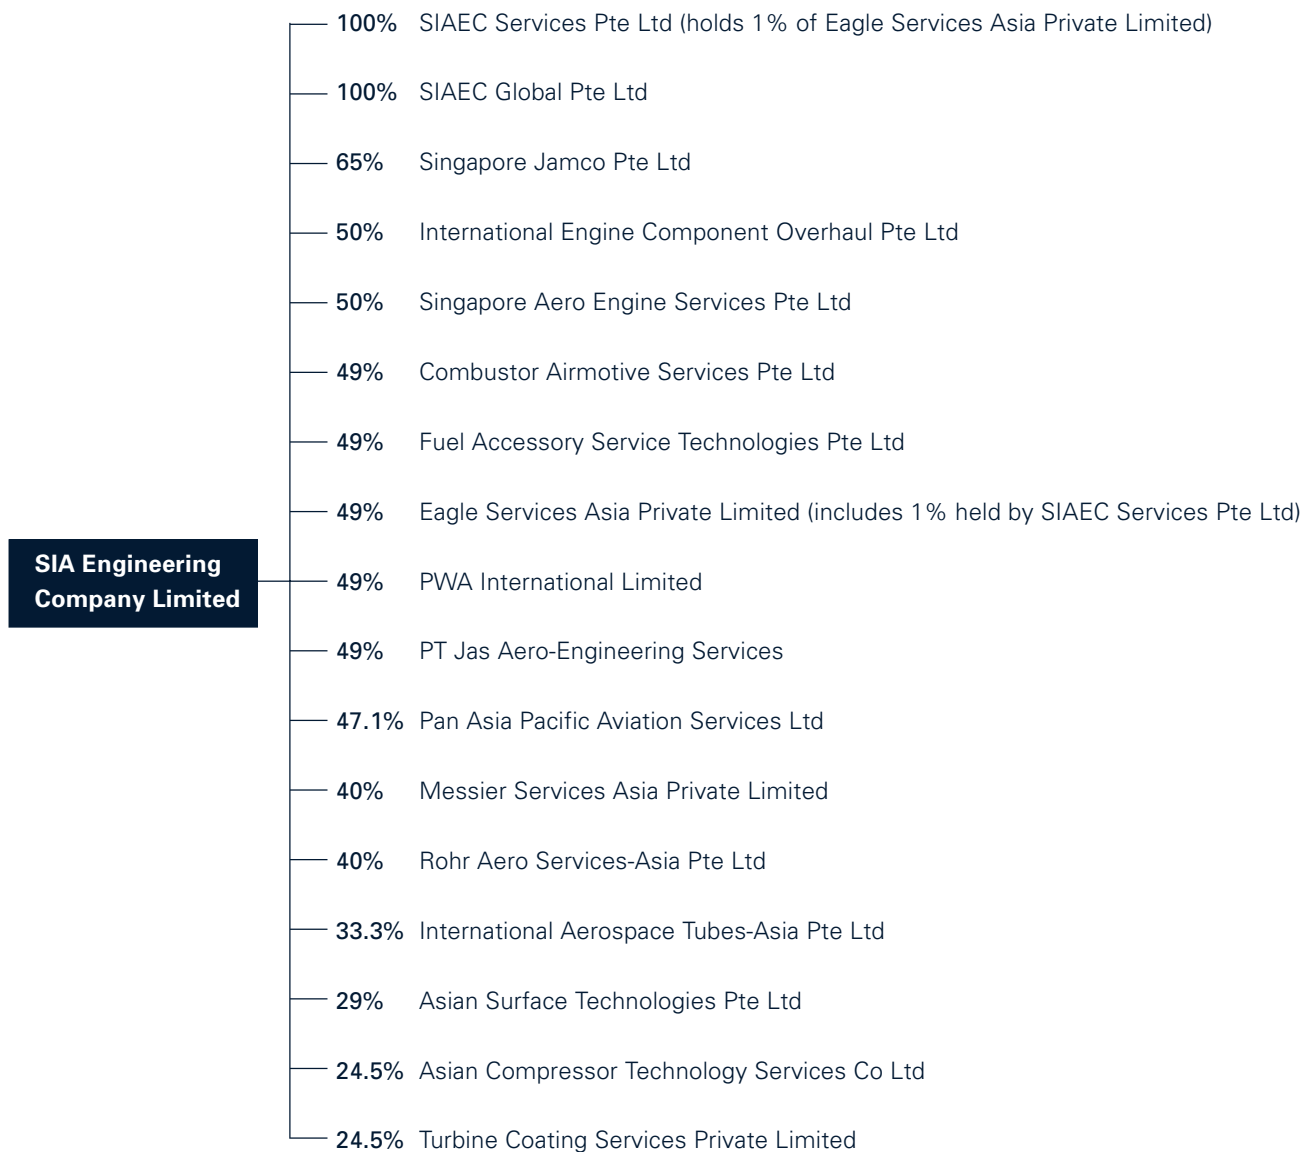 100% SIAEC Services Pte Ltd (holds 1% of Eagle Services Asia Private Limited)
100% SIAEC Global Pte Ltd
65% Singapore Jamco Pte Ltd
50% International Engine Component Overhaul Pte Ltd
50% Singapore Aero Engine Services Pte Ltd
49% Combustor Airmotive Services Pte Ltd
49% Fuel Accessory Service Technologies Pte Ltd
49% Eagle Services Asia Private Limited (includes 1% held by SIAEC Services Pte Ltd)
SIA Engineering
Company Limited
49% PWA International Limited
49% PT Jas Aero-Engineering Services
47.1% Pan Asia Pacific Aviation Services Ltd
40% Messier Services Asia Private Limited
40% Rohr Aero Services-Asia Pte Ltd
33.3% International Aerospace Tubes-Asia Pte Ltd
29% Asian Surface Technologies Pte Ltd
24.5% Asian Compressor Technology Services Co Ltd
24.5% Turbine Coating Services Private Limited